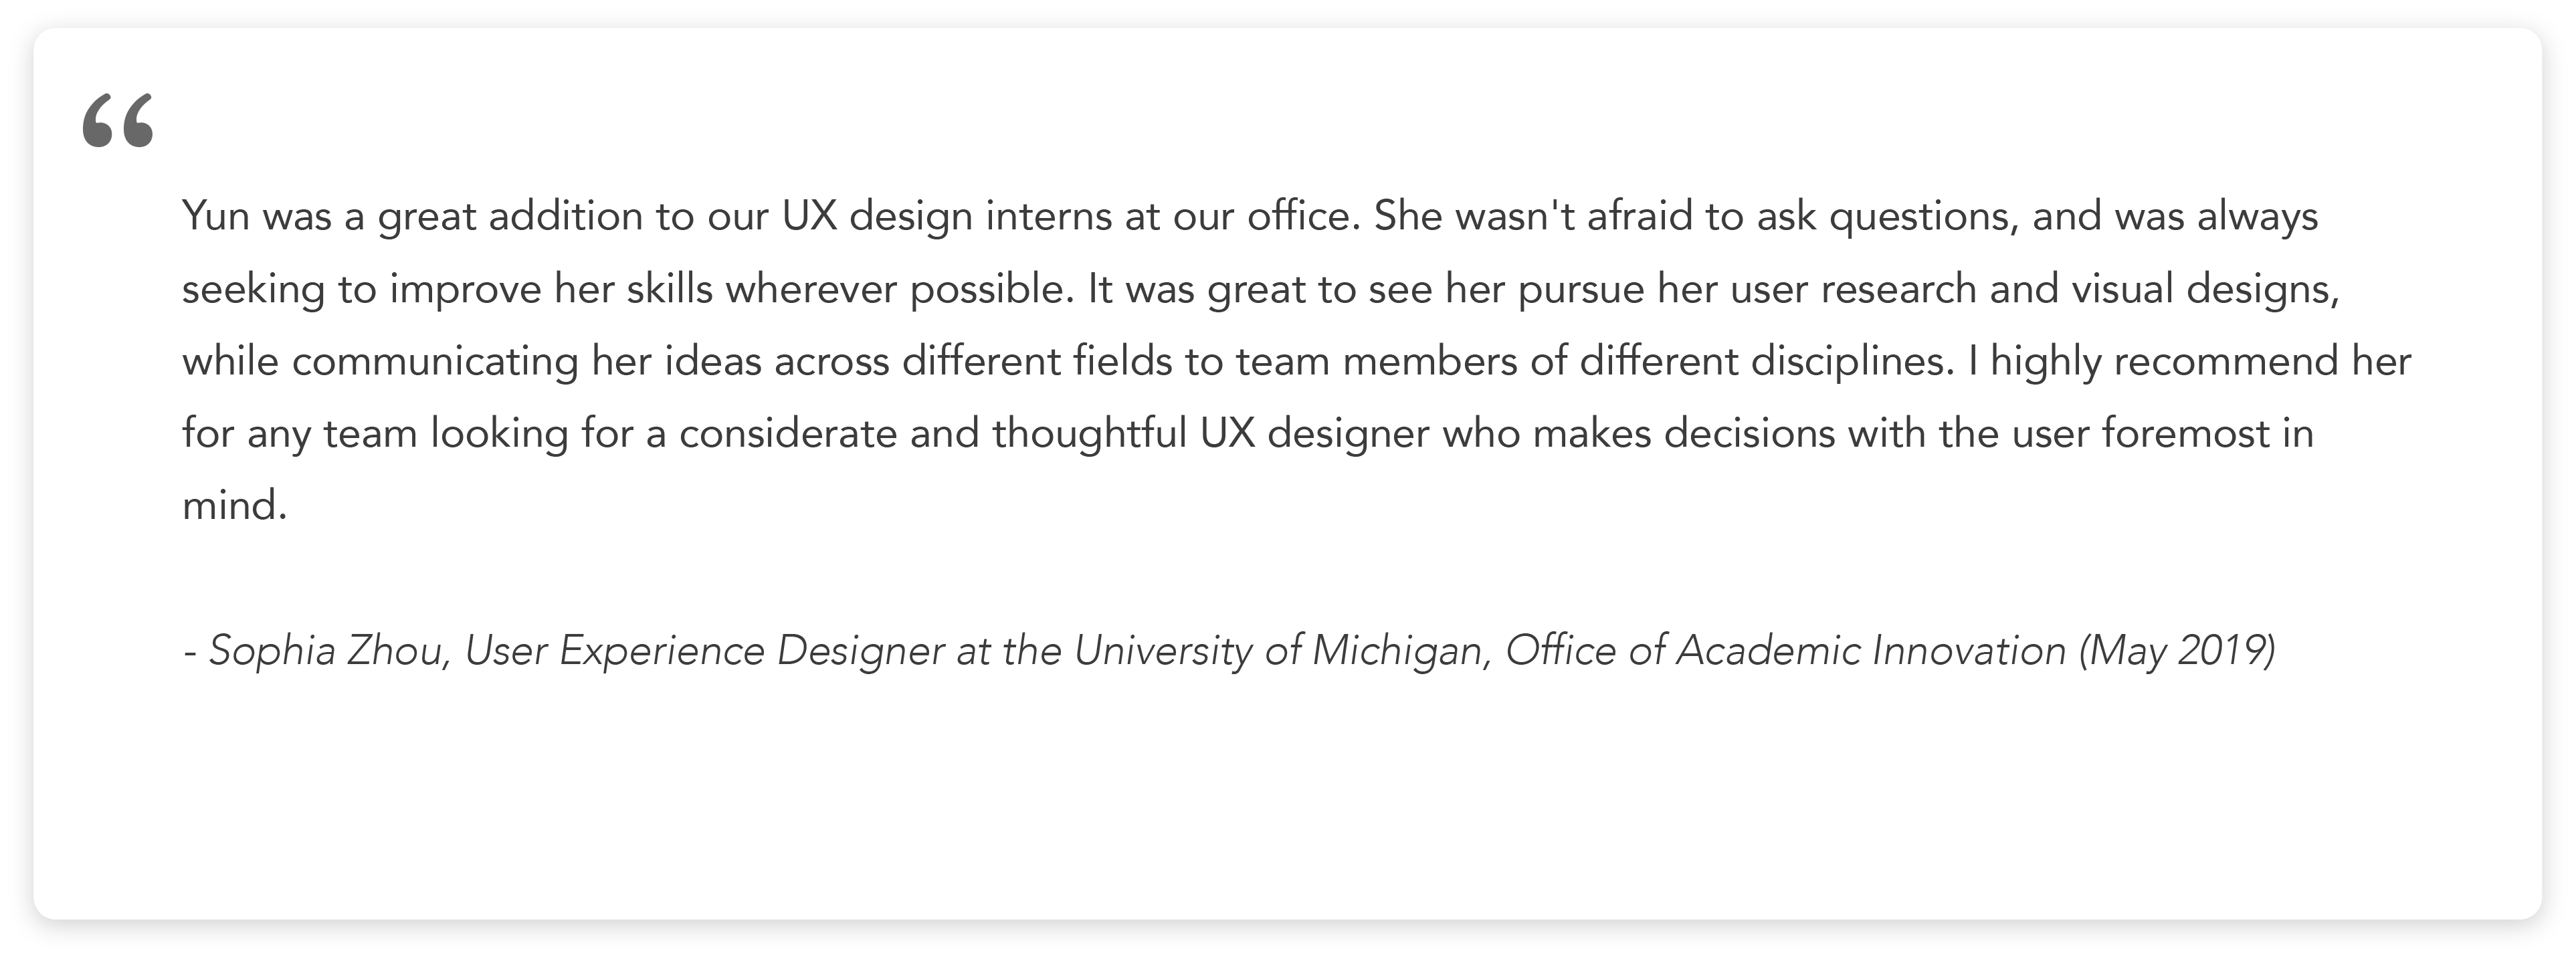 “
Yun was a great addition to our UX design interns at our office. She wasn't afraid to ask questions, and was always
seeking to improve her skills wherever possible. It was great to see her pursue her user research and visual designs,
while communicating her ideas across different fields to team members of different disciplines. I highly recommend her
for any team looking for a considerate and thoughtful UX designer who makes decisions with the user foremost in
mind.
- Sophia Zhou, User Experience Designer at the University of Michigan, Office of Academic Innovation (May 2019)